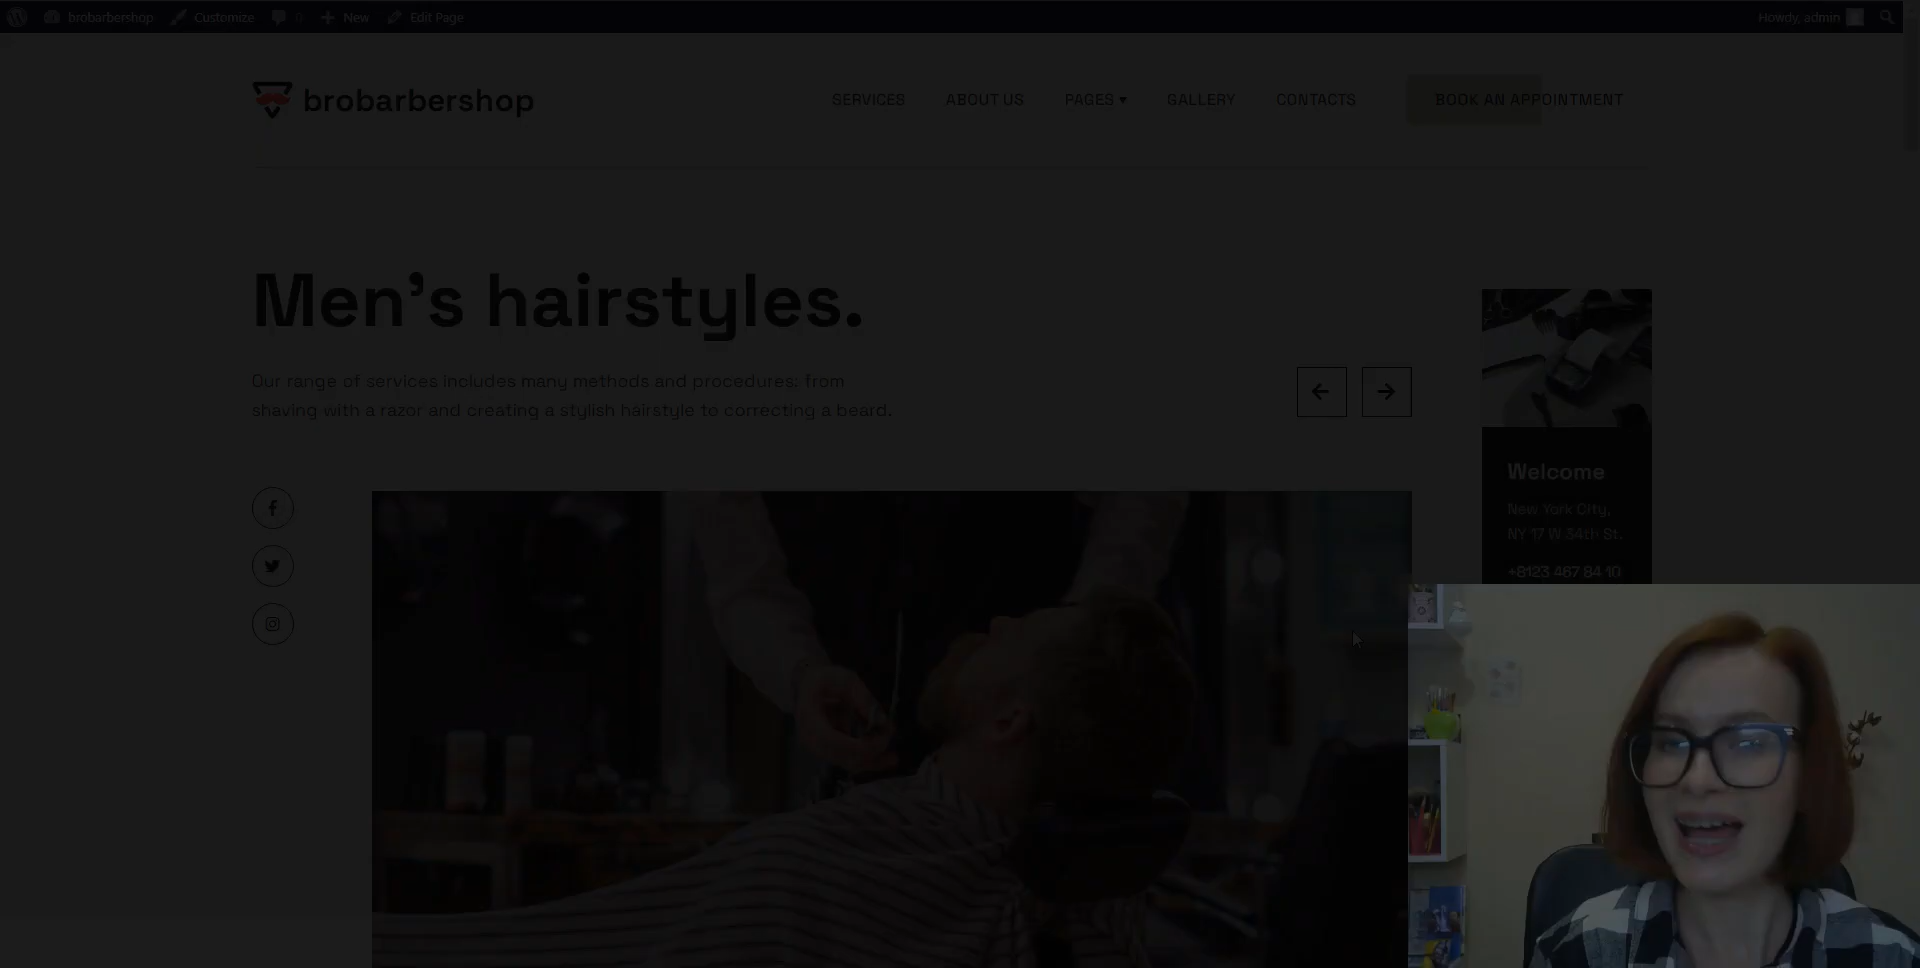 brobarbershop Customize 0 New Edit Page Howdy, admin
brobarbershop
SERVICES ABOUT US PAGES ▾ GALLERY CONTACTS BOOK AN APPOINTMENT
Men's hairstyles.
Our range of services includes many methods and procedures: from
shaving with a razor and creating a stylish hairstyle to correcting a beard.
Welcome
New York City,
NY 17 W 34th St.
+8123 467 84 10